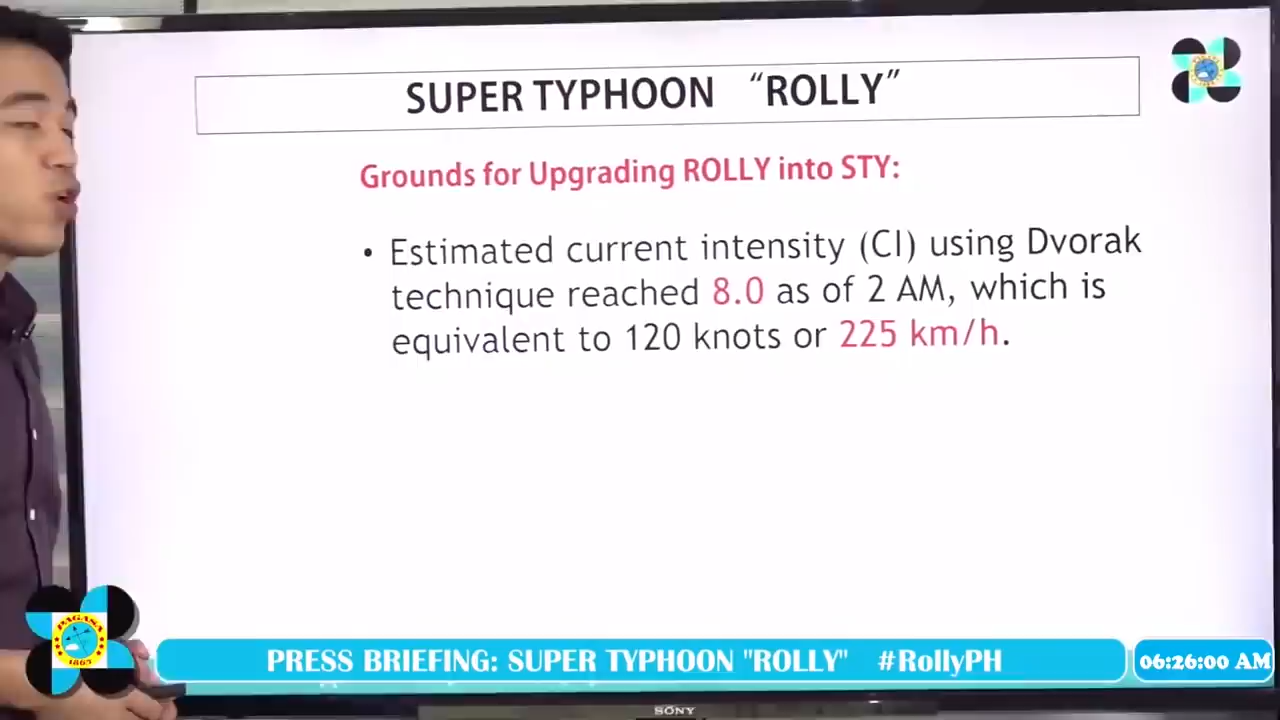 SUPER TYPHOON “ROLLY”
Grounds for Upgrading ROLLY into STY:
• Estimated current intensity (CI) using Dvorak
technique reached 8.0 as of 2 AM, which is
equivalent to 120 knots or 225 km/h.
PAGASA
1865
PRESS BRIEFING: SUPER TYPHOON "ROLLY" #RollyPH
06:26:00 AM
SONY